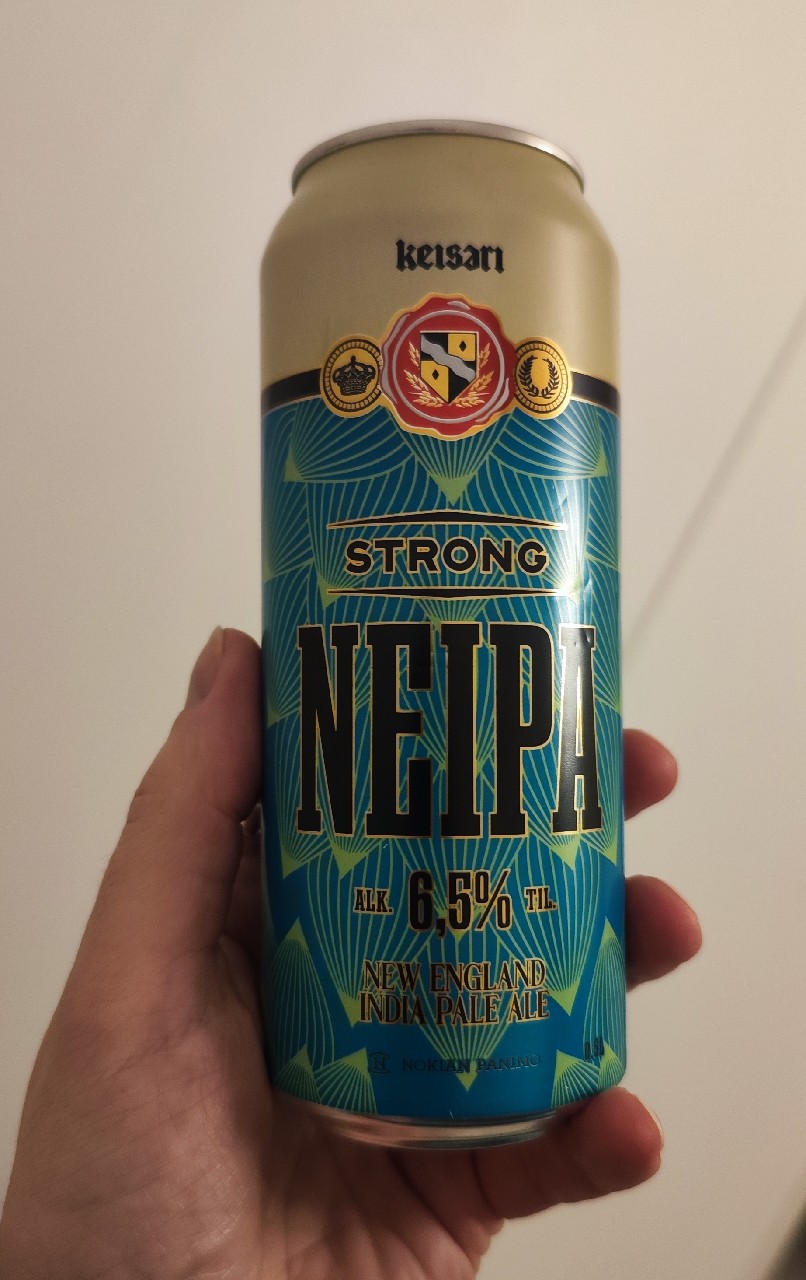 keisari
STRONG
NEIPA
ALK. 6,5% TIL.
NEW ENGLAND
INDIA PALE ALE
NOKIAN PANIMO